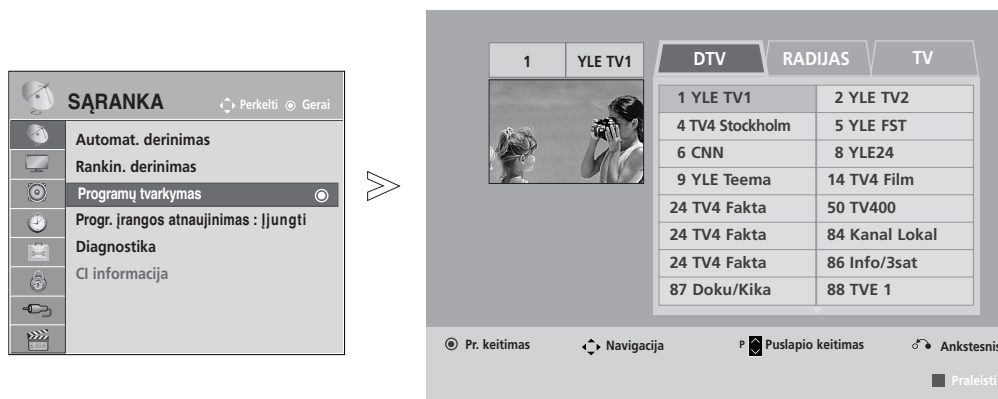 SĄRANKA
Perkelti Gerai
Automat. derinimas
Rankin. derinimas
Programų tvarkymas
Progr. įrangos atnaujinimas : Įjungti
Diagnostika
CI informacija
1 YLE TV1
DTV RADIJAS TV
1 YLE TV1 2 YLE TV2
4 TV4 Stockholm 5 YLE FST
6 CNN 8 YLE24
9 YLE Teema 14 TV4 Film
24 TV4 Fakta 50 TV400
24 TV4 Fakta 84 Kanal Lokal
24 TV4 Fakta 86 Info/3sat
87 Doku/Kika 88 TVE 1
Pr. keitimas Navigacija P Puslapio keitimas Ankstesnis
Praleisti